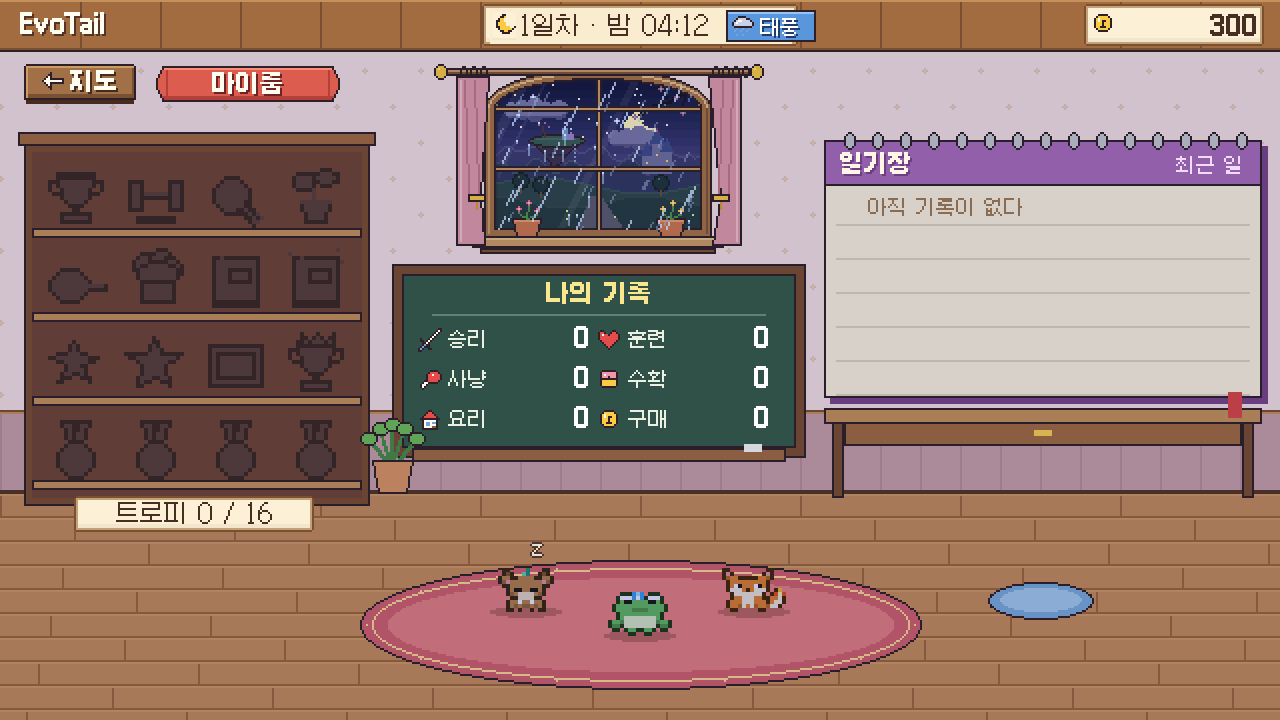 EvoTail
1일차 · 밤 04:12
태풍
300
←지도
마이룸
일기장
최근 일
아직 기록이 없다
나의 기록
승리 0 훈련 0
사냥 0 수확 0
요리 0 구매 0
트로피 0 / 16
z